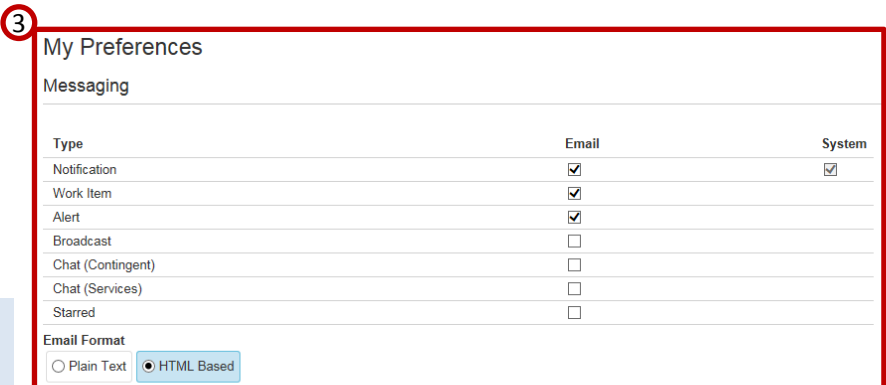 3
My Preferences
Messaging
Type Email System
Notification
Work Item
Alert
Broadcast
Chat (Contingent)
Chat (Services)
Starred
Email Format
Plain Text HTML Based